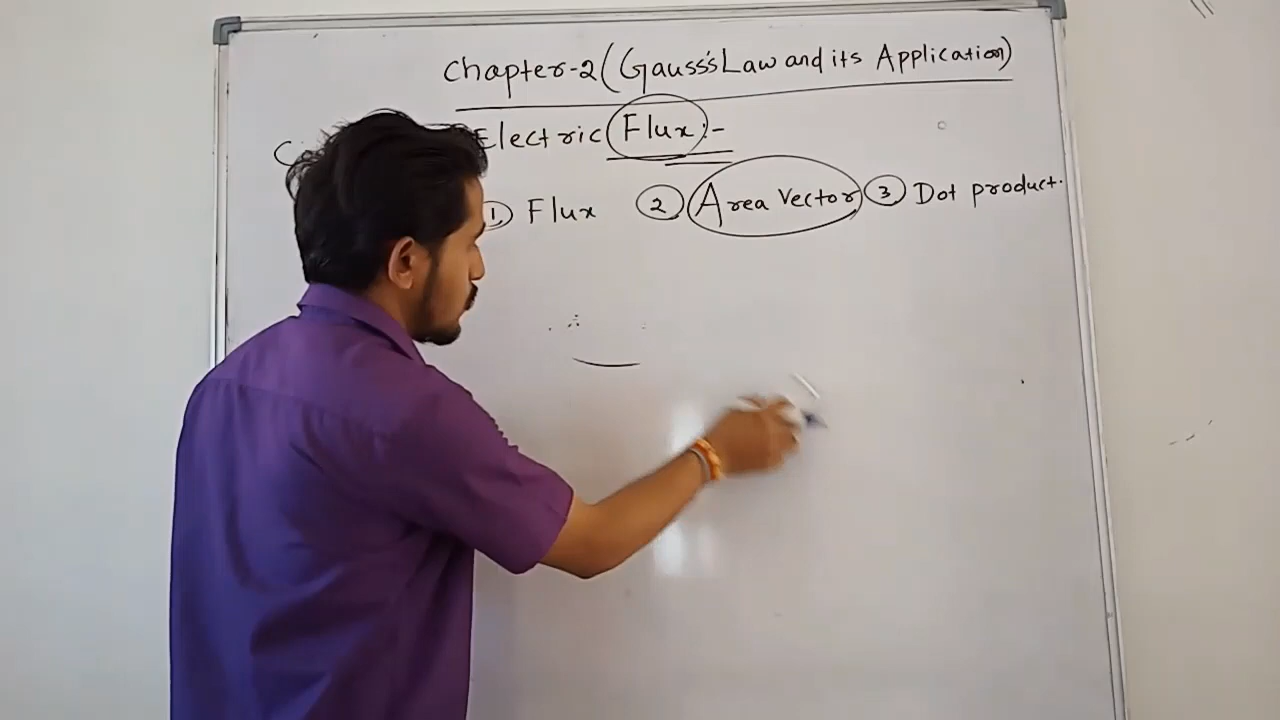 Chapter-2 (Gauss's Law and its Application)
Electric Flux :-
① Flux ② Area Vector ③ Dot product.